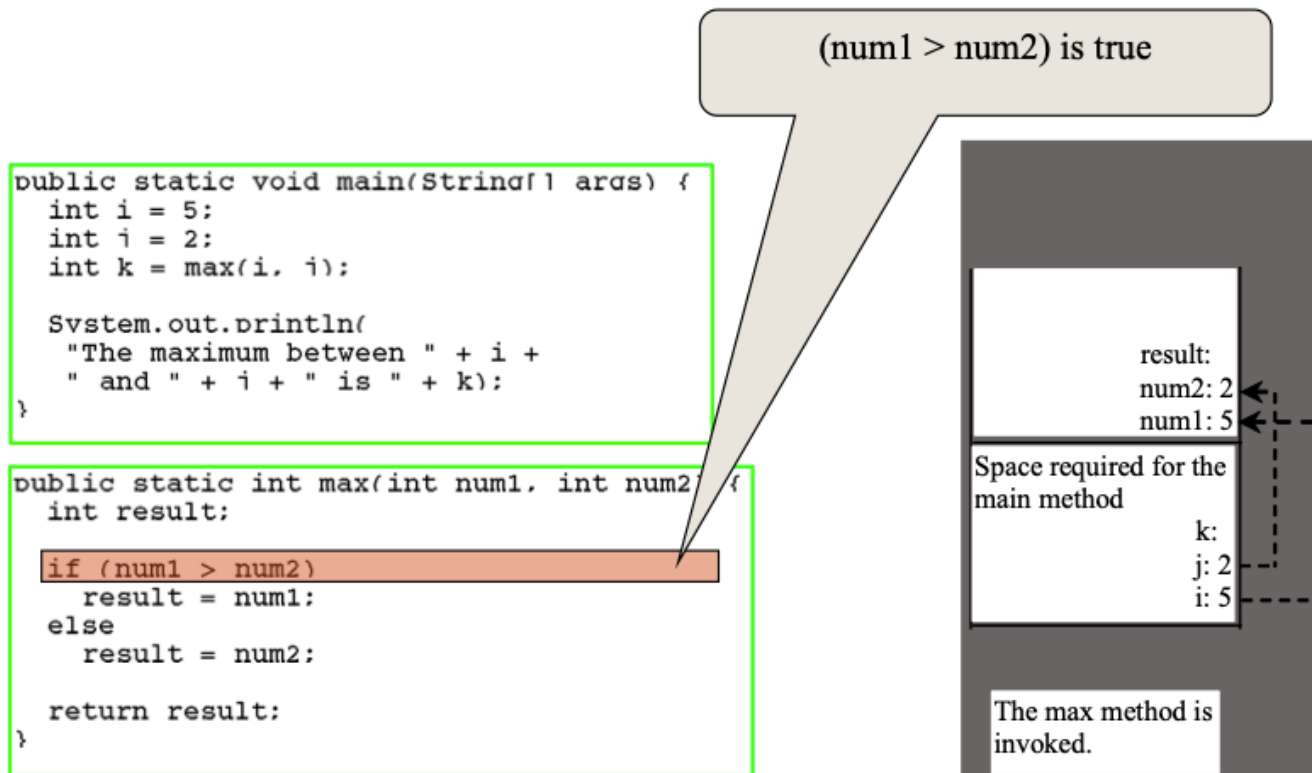 (num1 > num2) is true
public static void main(String[] args) {
int i = 5;
int j = 2;
int k = max(i, j);
System.out.println(
"The maximum between " + i +
" and " + j + " is " + k);
}
public static int max(int num1, int num2) {
int result;
if (num1 > num2)
result = num1;
else
result = num2;
return result;
}
result:
num2: 2
num1: 5
Space required for the
main method
k:
j: 2
i: 5
The max method is
invoked.